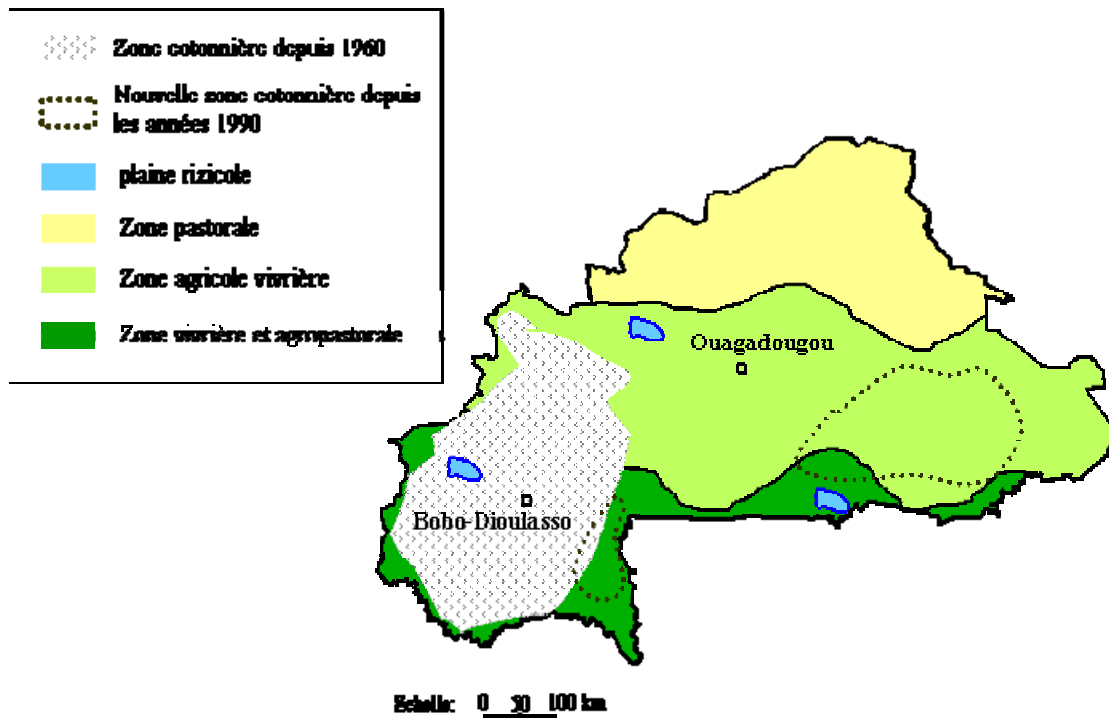 Zone cotonnière depuis 1960
Nouvelle zone cotonnière depuis
les années 1990
plaine rizicole
Zone pastorale
Zone agricole vivrière
Zone vivrière et agropastorale
Ouagadougou
Bobo-Dioulasso
Echelle: 0 50 100 km